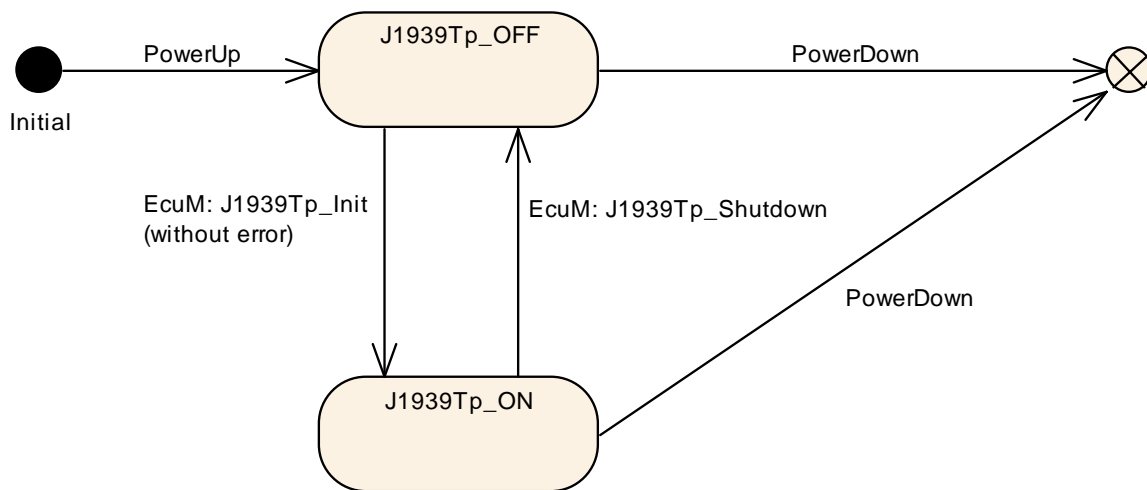 J1939Tp_OFF
PowerUp
PowerDown
Initial
EcuM: J1939Tp_Init
(without error)
EcuM: J1939Tp_Shutdown
PowerDown
J1939Tp_ON